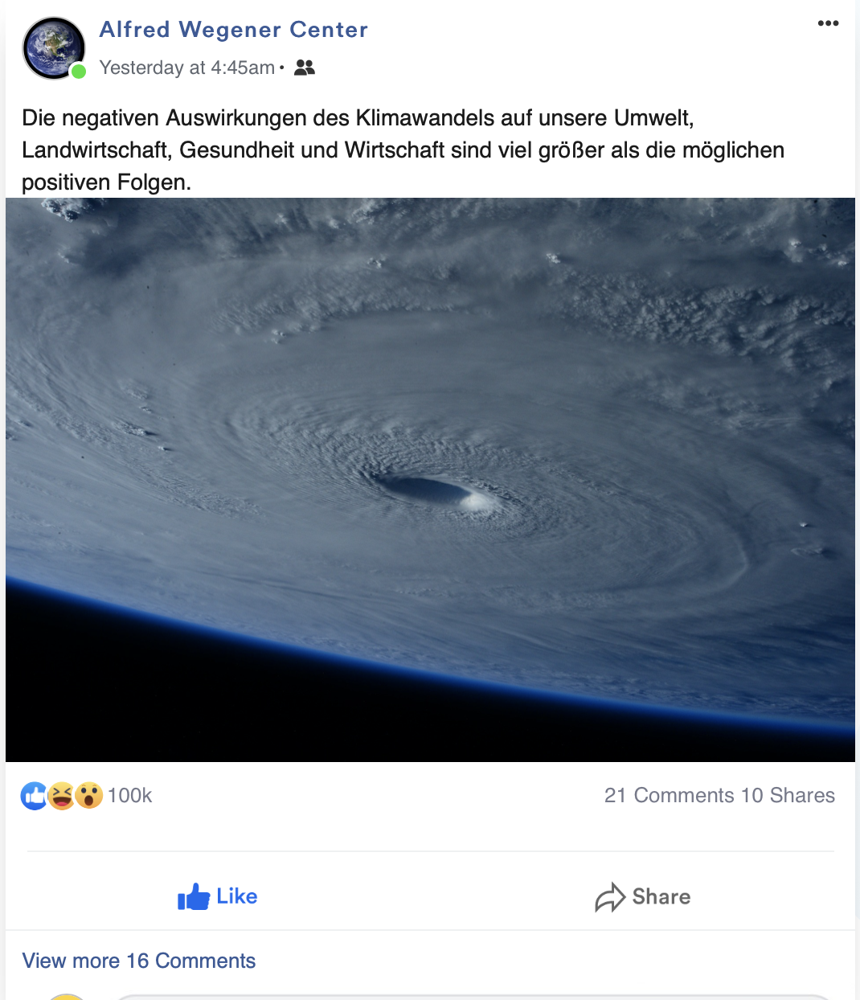 Alfred Wegener Center
Yesterday at 4:45am •
Die negativen Auswirkungen des Klimawandels auf unsere Umwelt,
Landwirtschaft, Gesundheit und Wirtschaft sind viel größer als die möglichen
positiven Folgen.
100k
21 Comments 10 Shares
Like
Share
View more 16 Comments